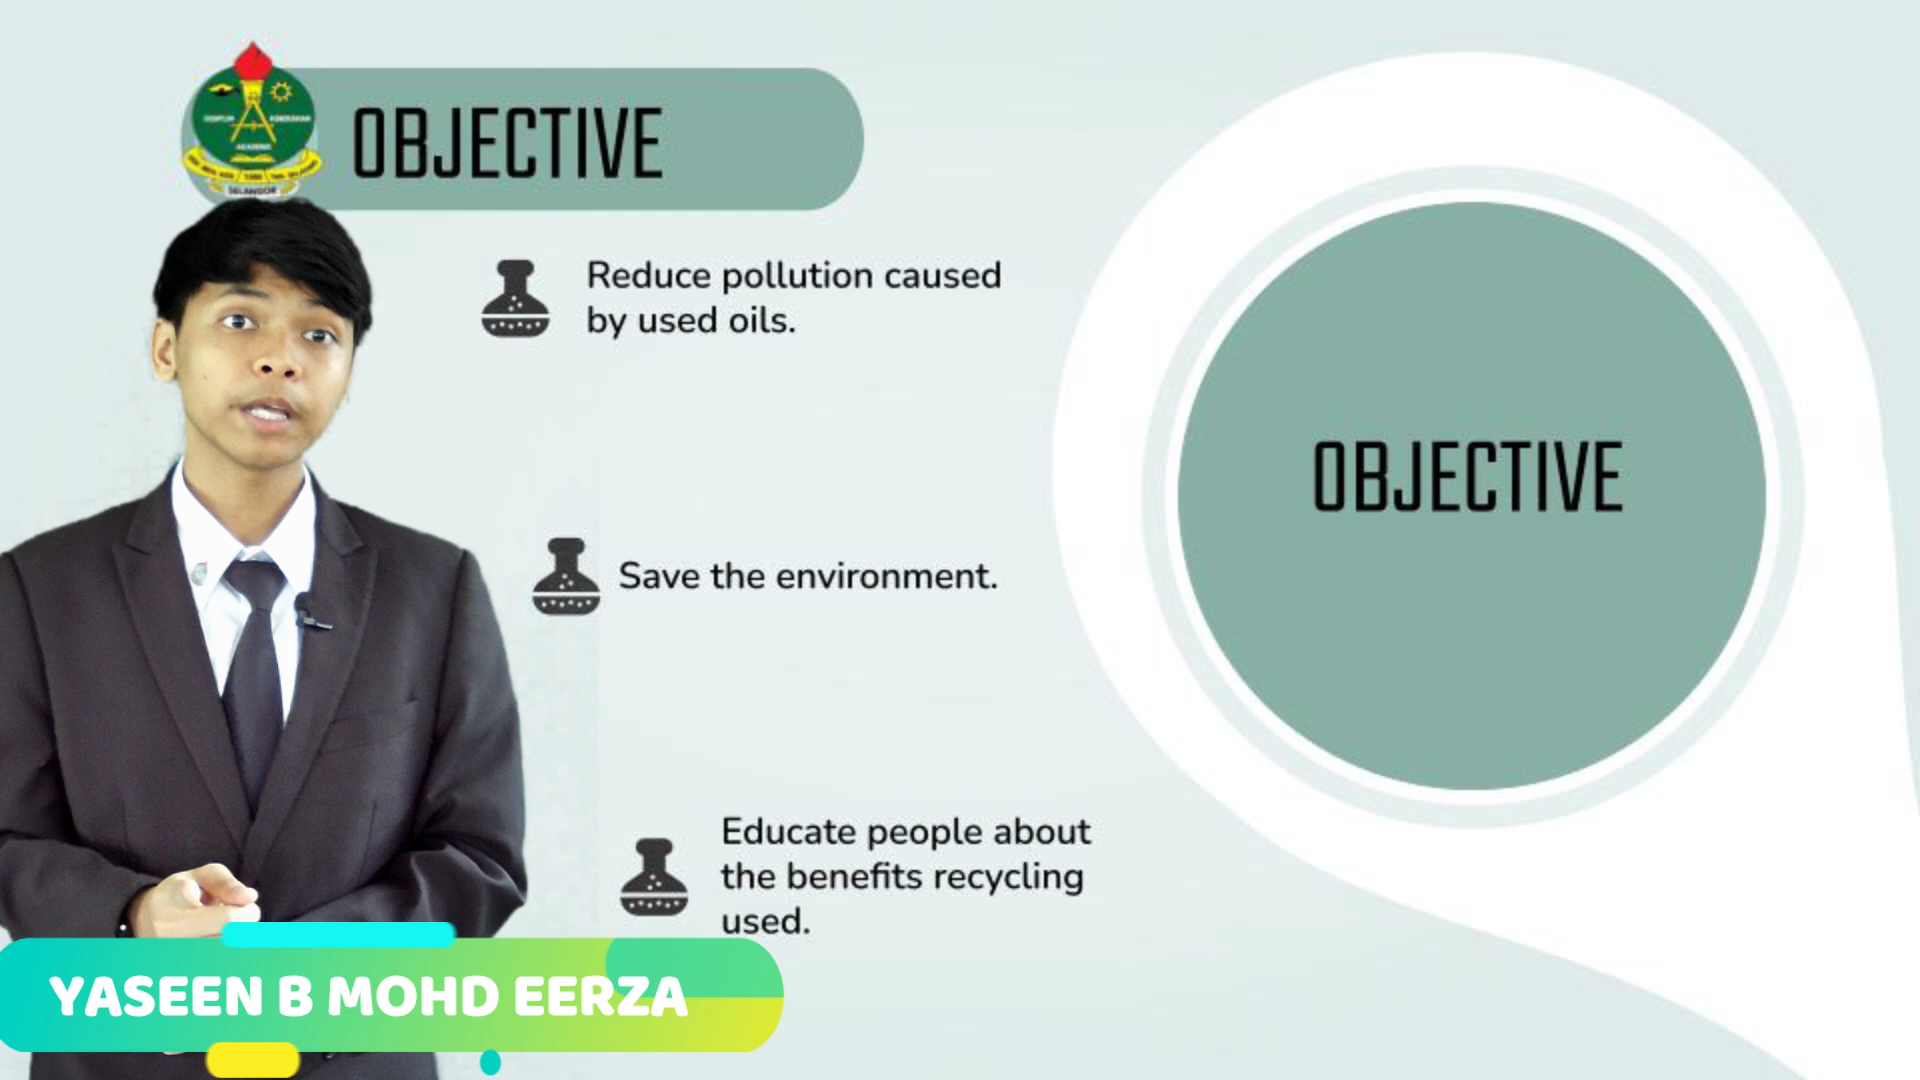 OBJECTIVE
SELANGOR
Reduce pollution caused
by used oils.
OBJECTIVE
Save the environment.
Educate people about
the benefits recycling
used.
YASEEN B MOHD EERZA